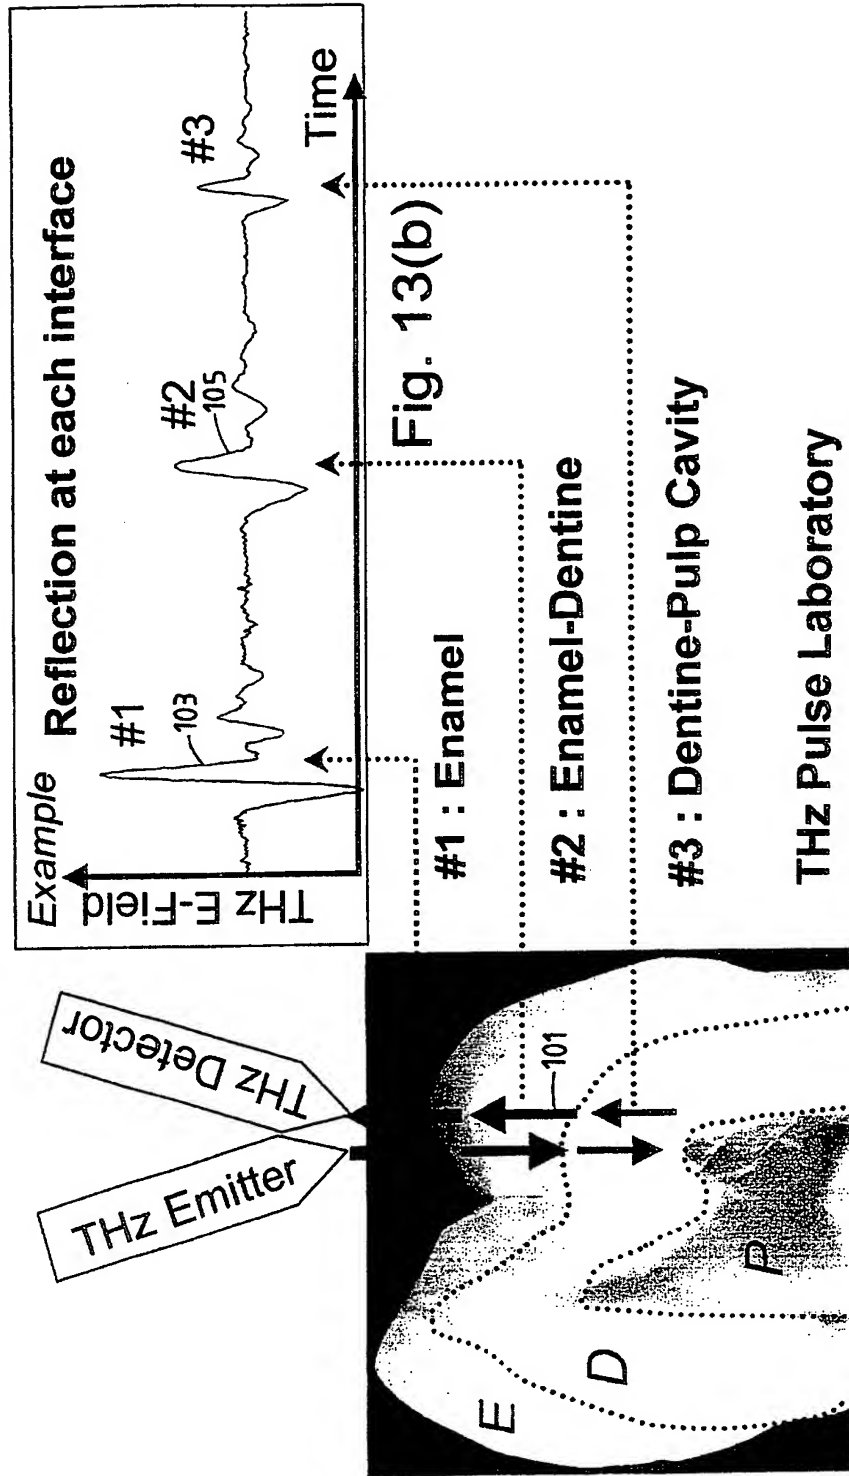 Example
Reflection at each interface
#1
103
#2
105
#3
THz E-Field
Time
Fig. 13(b)
THz Emitter
THz Detector
101
E
D
P
#1 : Enamel
#2 : Enamel-Dentine
#3 : Dentine-Pulp Cavity
THz Pulse Laboratory